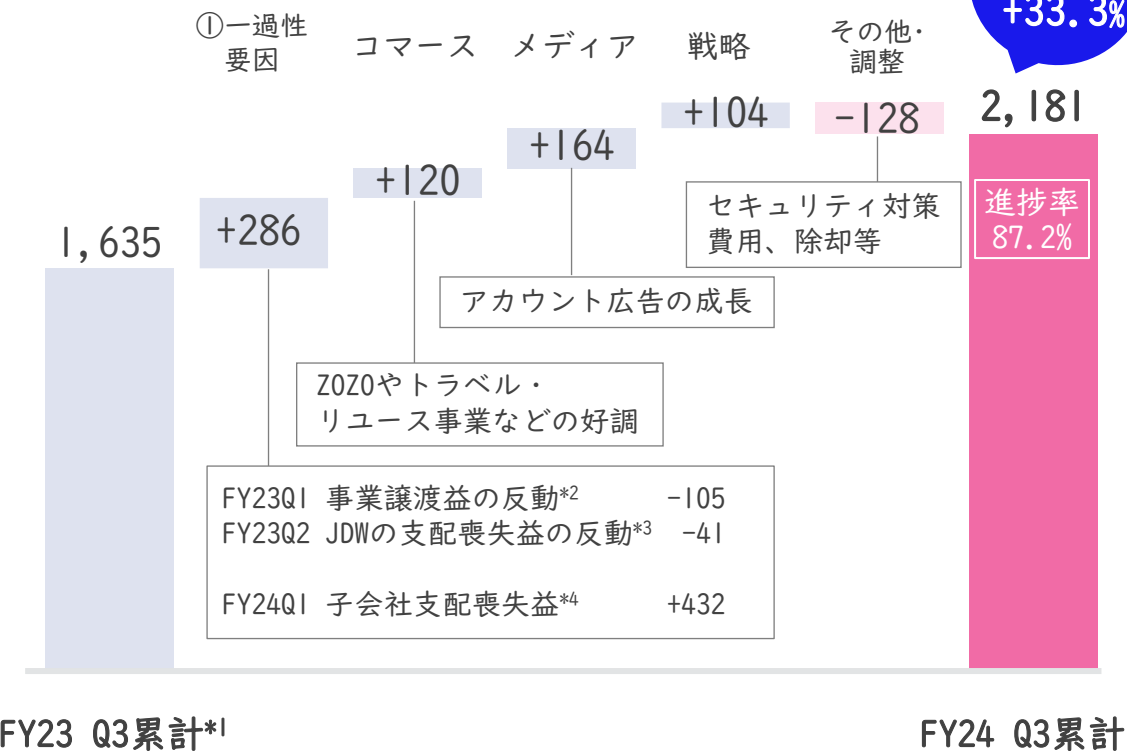 +33.3%
①一過性
要因
コマース
メディア
戦略
その他・
調整
1,635
+286
+120
+164
+104
-128
2,181
進捗率
87.2%
セキュリティ対策
費用、除却等
アカウント広告の成長
ZOZOやトラベル・
リユース事業などの好調
FY23Q1 事業譲渡益の反動*2 -105
FY23Q2 JDWの支配喪失益の反動*3 -41
FY24Q1 子会社支配喪失益*4 +432
FY23 Q3累計*1
FY24 Q3累計